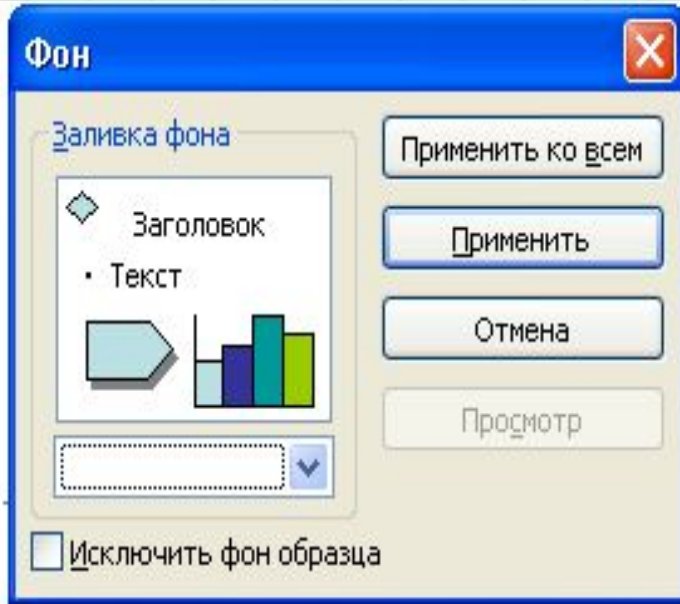 Фон
Заливка фона
Заголовок
· Текст
Применить ко всем
Применить
Отмена
Просмотр
Исключить фон образца